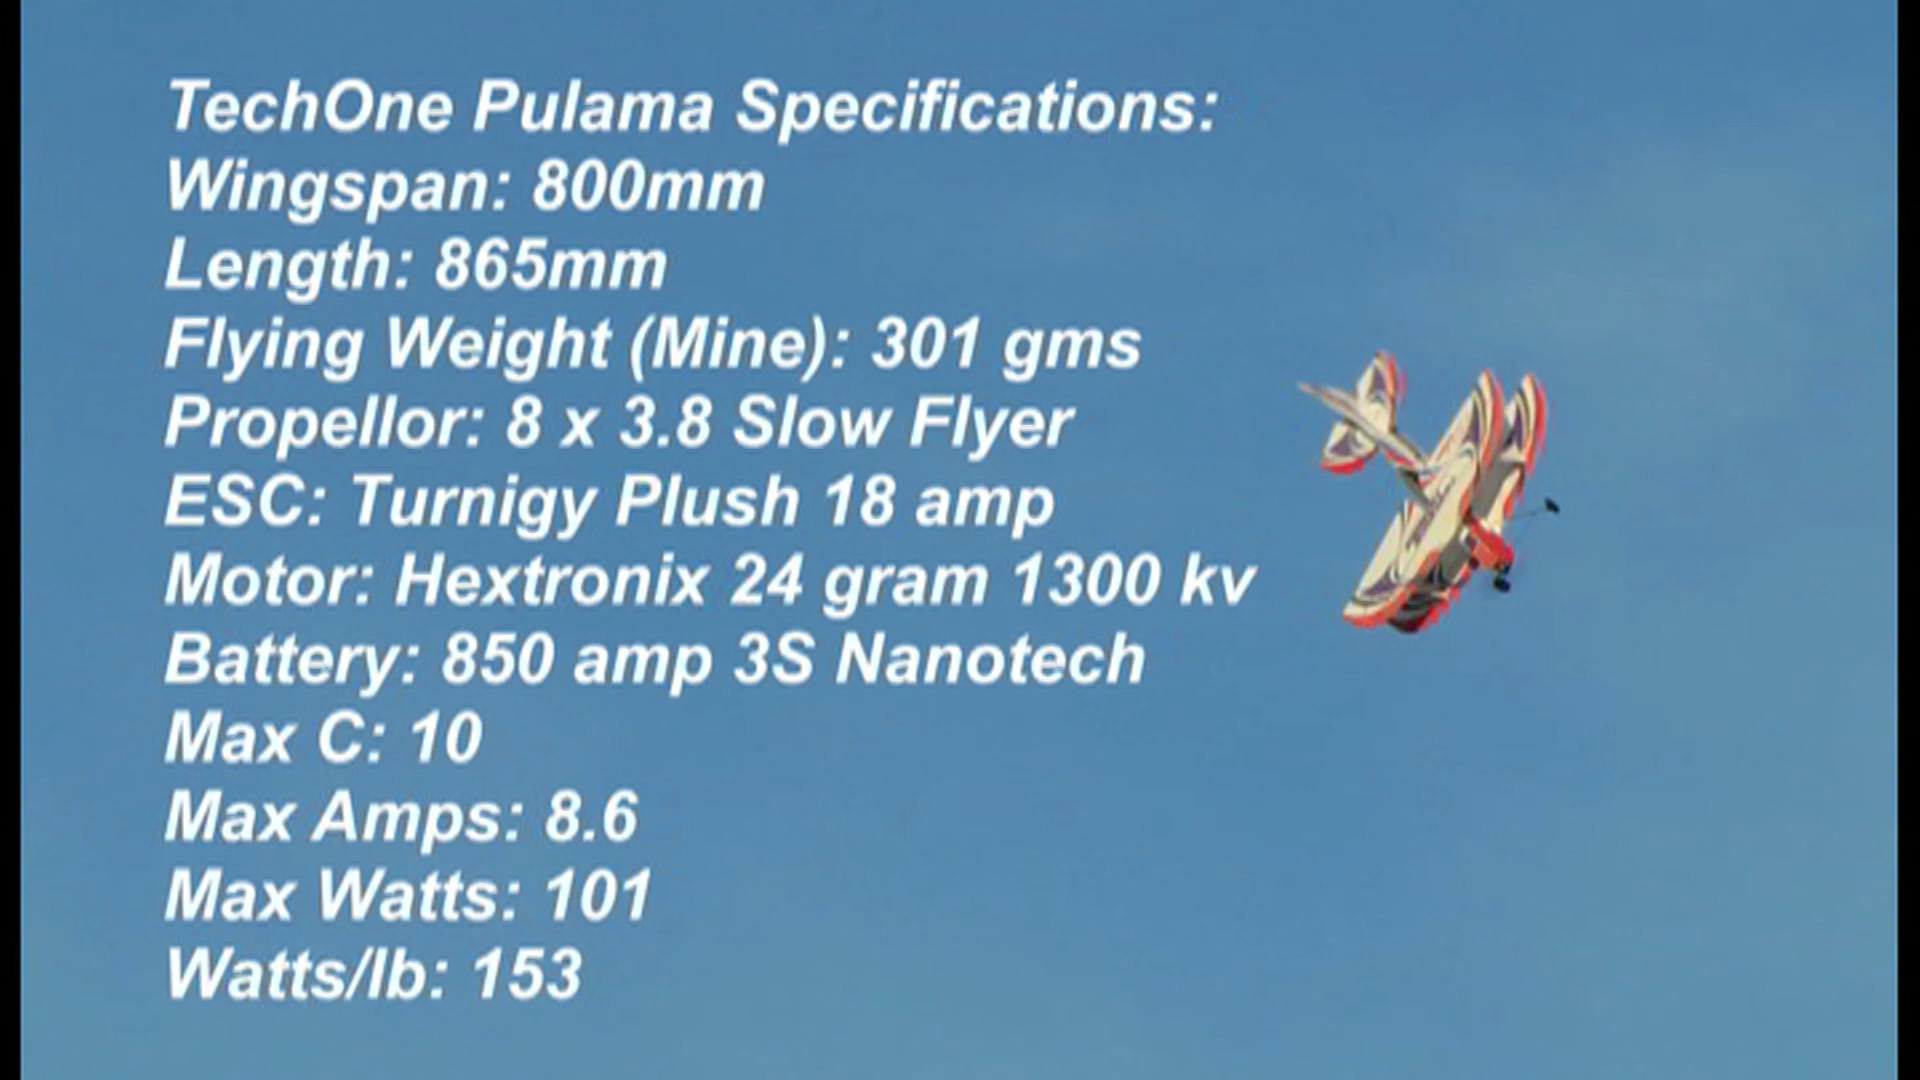 TechOne Pulama Specifications:
Wingspan: 800mm
Length: 865mm
Flying Weight (Mine): 301 gms
Propellor: 8 x 3.8 Slow Flyer
ESC: Turnigy Plush 18 amp
Motor: Hextronix 24 gram 1300 kv
Battery: 850 amp 3S Nanotech
Max C: 10
Max Amps: 8.6
Max Watts: 101
Watts/lb: 153